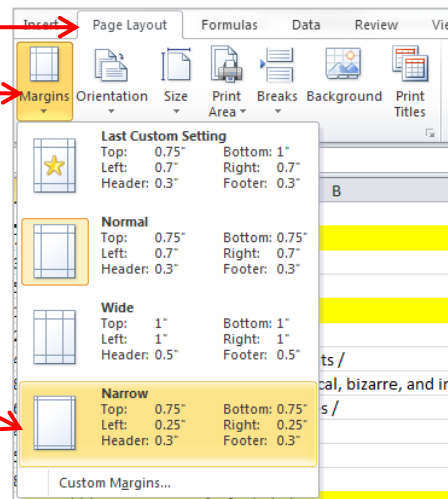 Insert Page Layout Formulas Data Review
Margins Orientation Size Print Area Breaks Background Print Titles
B
Last Custom Setting
Top: 0.75" Bottom: 1"
Left: 0.7" Right: 0.7"
Header: 0.3" Footer: 0.3"
Normal
Top: 0.75" Bottom: 0.75"
Left: 0.7" Right: 0.7"
Header: 0.3" Footer: 0.3"
Wide
Top: 1" Bottom: 1"
Left: 1" Right: 1"
Header: 0.5" Footer: 0.5"
ts /
cal, bizarre, and
s /
Narrow
Top: 0.75" Bottom: 0.75"
Left: 0.25" Right: 0.25"
Header: 0.3" Footer: 0.3"
Custom Margins...